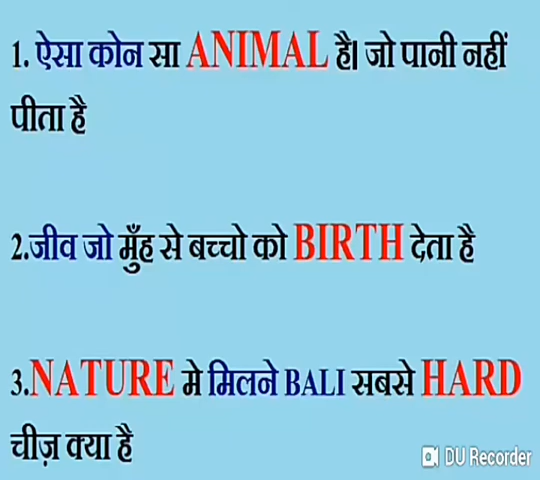 1. ऐसा कोन सा ANIMAL है| जो पानी नहीं
पीता है
2.जीव जो मुँह से बच्चो को BIRTH देता है
3.NATURE मे मिलने BALI सबसे HARD
चीज़ क्या है
DU Recorder